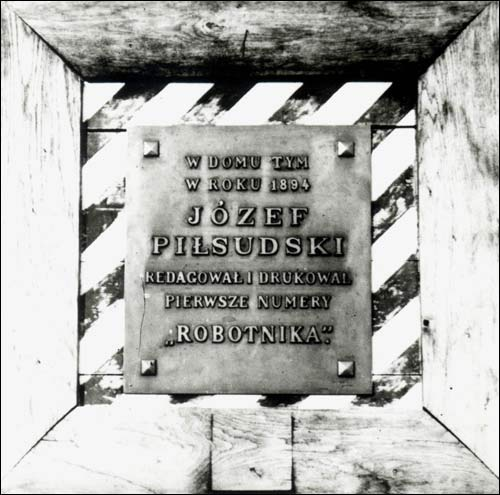 W DOMU TYM
W ROKU 1894
JÓZEF
PIŁSUDSKI
REDAGOWAŁ I DRUKOWAŁ
PIERWSZE NUMERY
„ROBOTNIKA”.